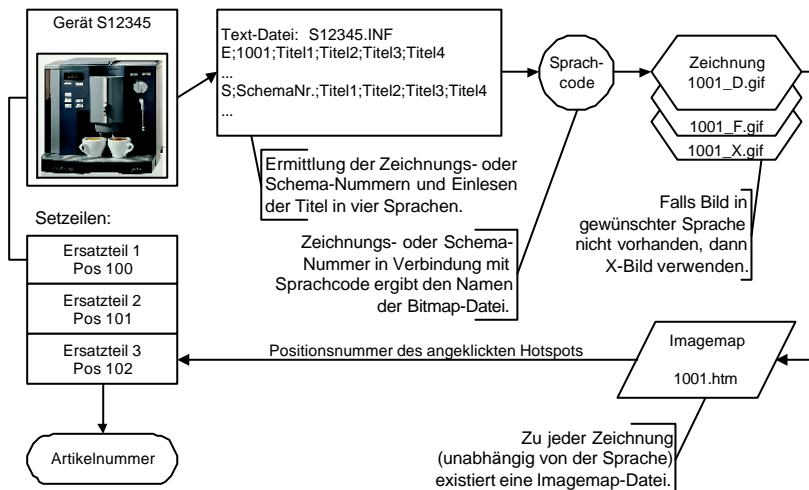 Gerät S12345
Text-Datei:  S12345.INF
E;1001;Titel1;Titel2;Titel3;Titel4
...
S;SchemaNr.;Titel1;Titel2;Titel3;Titel4
...
Sprach-
code
Zeichnung
1001_D.gif
1001_F.gif
1001_X.gif
Ermittlung der Zeichnungs- oder
Schema-Nummern und Einlesen
der Titel in vier Sprachen.
Zeichnungs- oder Schema-
Nummer in Verbindung mit
Sprachcode ergibt den Namen
der Bitmap-Datei.
Falls Bild in
gewünschter Sprache
nicht vorhanden, dann
X-Bild verwenden.
Setzeilen:
Ersatzteil 1
Pos 100
Ersatzteil 2
Pos 101
Ersatzteil 3
Pos 102
Positionsnummer des angeklickten Hotspots
Imagemap
1001.htm
Artikelnummer
Zu jeder Zeichnung
(unabhängig von der Sprache)
existiert eine Imagemap-Datei.